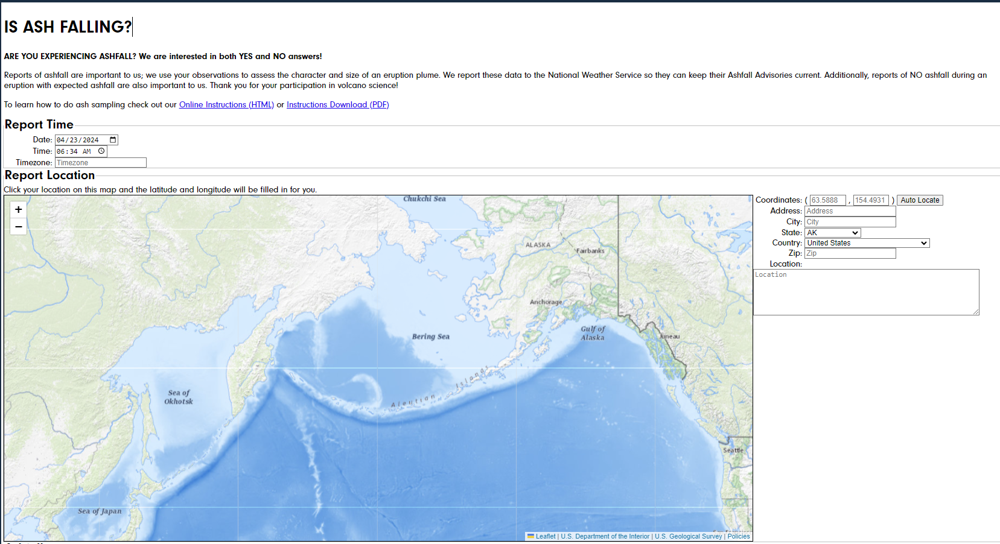 IS ASH FALLING?
ARE YOU EXPERIENCING ASHFALL? We are interested in both YES and NO answers!
Reports of ashfall are important to us; we use your observations to assess the character and size of an eruption plume. We report these data to the National Weather Service so they can keep their Ashfall Advisories current. Additionally, reports of NO ashfall during an
eruption with expected ashfall are also important to us. Thank you for your participation in volcano science!
To learn how to do ash sampling check out our Online Instructions (HTML) or Instructions Download (PDF)
Report Time
Date: 04/23/2024
Time: 06:34 AM
Timezone: Timezone
Report Location
Click your location on this map and the latitude and longitude will be filled in for you.
+
−
Chukchi Sea
ALASKA
Fairbanks
Anchorage
Bering Sea
Gulf of
Alaska
Juneau
Aleutian Islands
Sea of
Okhotsk
Seattle
Sea of Japan
Leaflet | U.S. Department of the Interior | U.S. Geological Survey | Policies
Coordinates: ( 63.5888 , 154.4931 ) Auto Locate
Address: Address
City: City
State: AK
Country: United States
Zip: Zip
Location:
Location